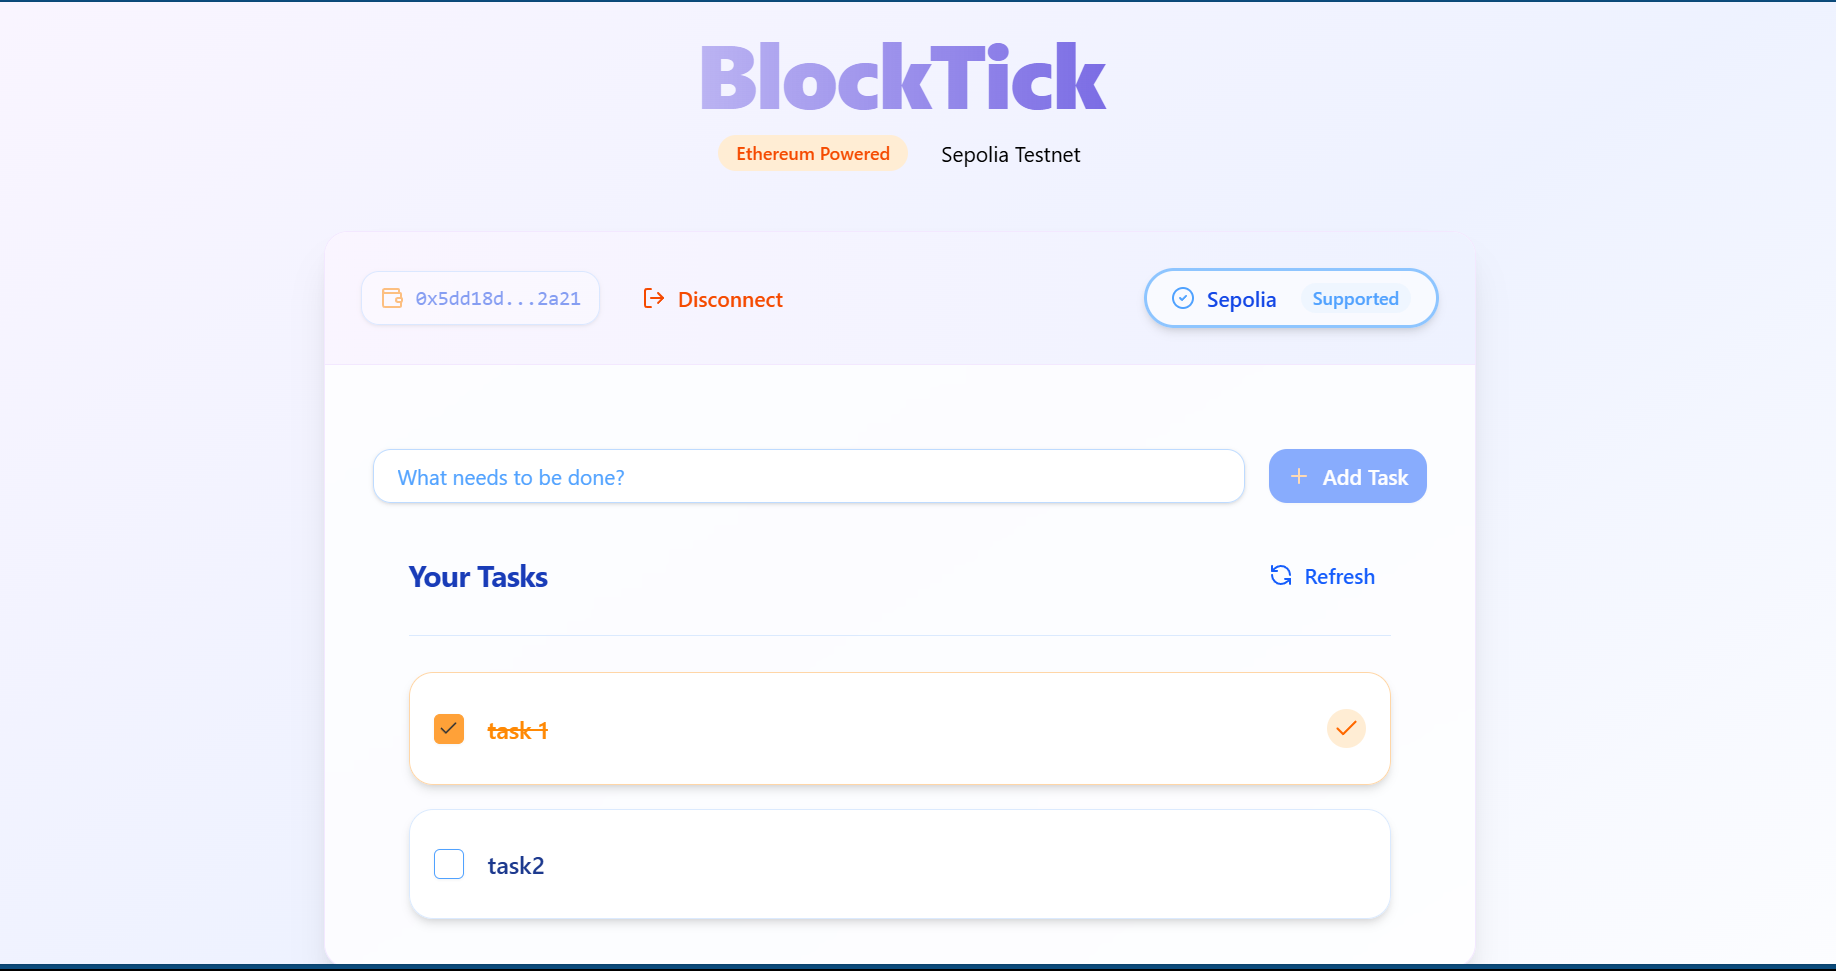 BlockTick
Ethereum Powered Sepolia Testnet
0x5dd18d...2a21 Disconnect Sepolia Supported
What needs to be done? + Add Task
Your Tasks Refresh
task 1
task2